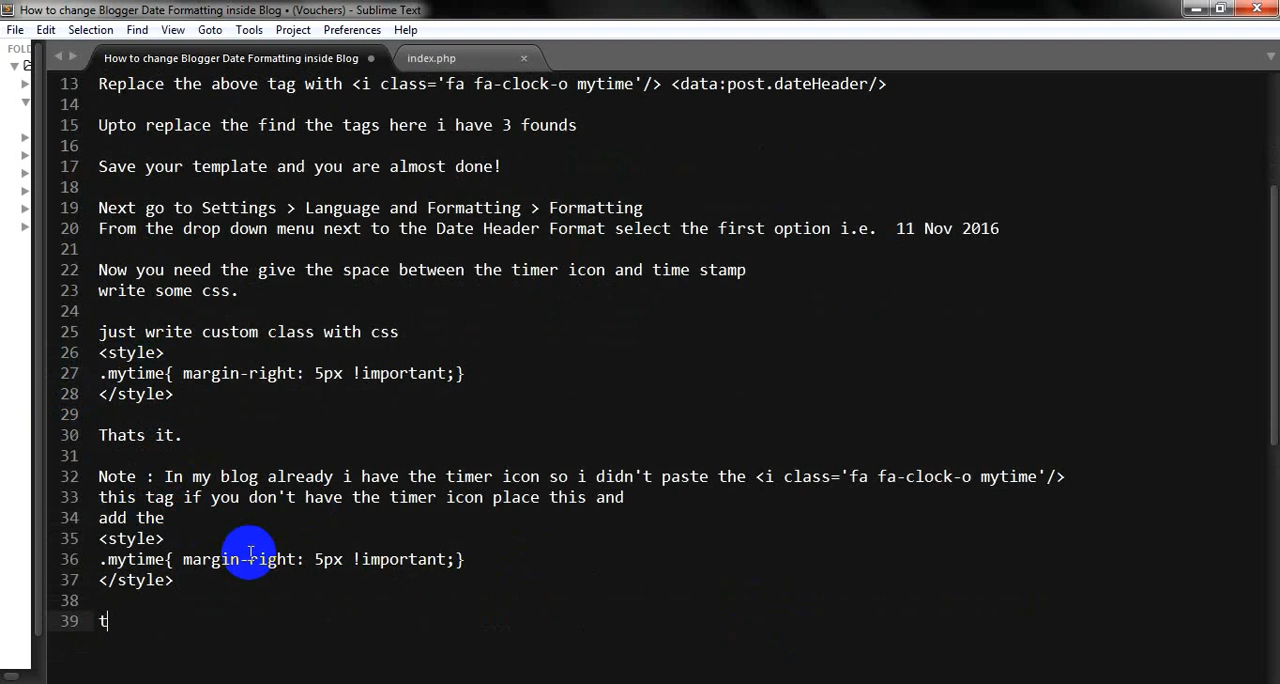 How to change Blogger Date Formatting inside Blog • (Vouchers) - Sublime Text
File Edit Selection Find View Goto Tools Project Preferences Help
FOL
How to change Blogger Date Formatting inside Blog
index.php
13 Replace the above tag with <i class='fa fa-clock-o mytime'/> <data:post.dateHeader/>
14
15 Upto replace the find the tags here i have 3 founds
16
17 Save your template and you are almost done!
18
19 Next go to Settings > Language and Formatting > Formatting
20 From the drop down menu next to the Date Header Format select the first option i.e.  11 Nov 2016
21
22 Now you need the give the space between the timer icon and time stamp
23 write some css.
24
25 just write custom class with css
26 <style>
27 .mytime{ margin-right: 5px !important;}
28 </style>
29
30 Thats it.
31
32 Note : In my blog already i have the timer icon so i didn't paste the <i class='fa fa-clock-o mytime'/>
33 this tag if you don't have the timer icon place this and
34 add the
35 <style>
36 .mytime{ margin-right: 5px !important;}
37 </style>
38
39 t